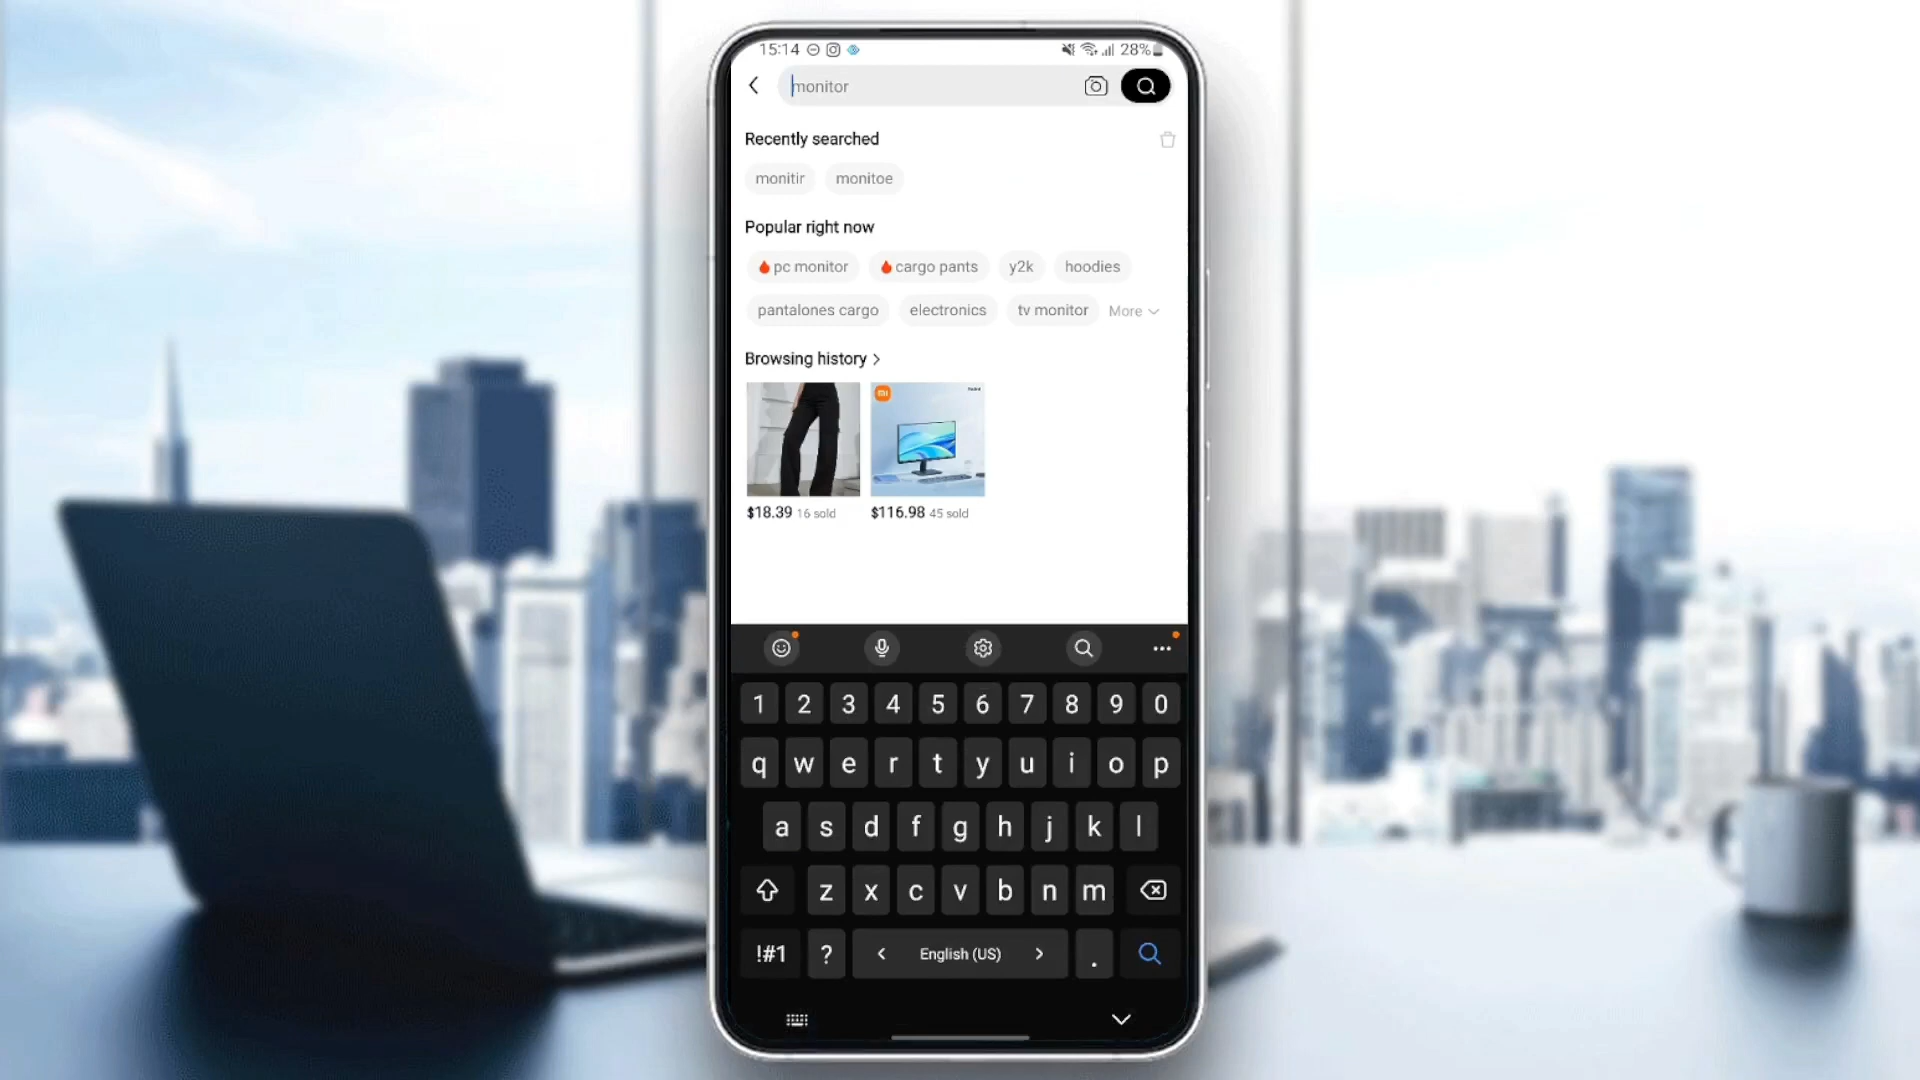 15:14 28%
monitor
Recently searched
monitir monitoe
Popular right now
pc monitor cargo pants y2k hoodies
pantalones cargo electronics tv monitor More
Browsing history
mi
$18.39 16 sold $116.98 45 sold
1 2 3 4 5 6 7 8 9 0
q w e r t y u i o p
a s d f g h j k l
z x c v b n m
!#1 ? < English (US) > .